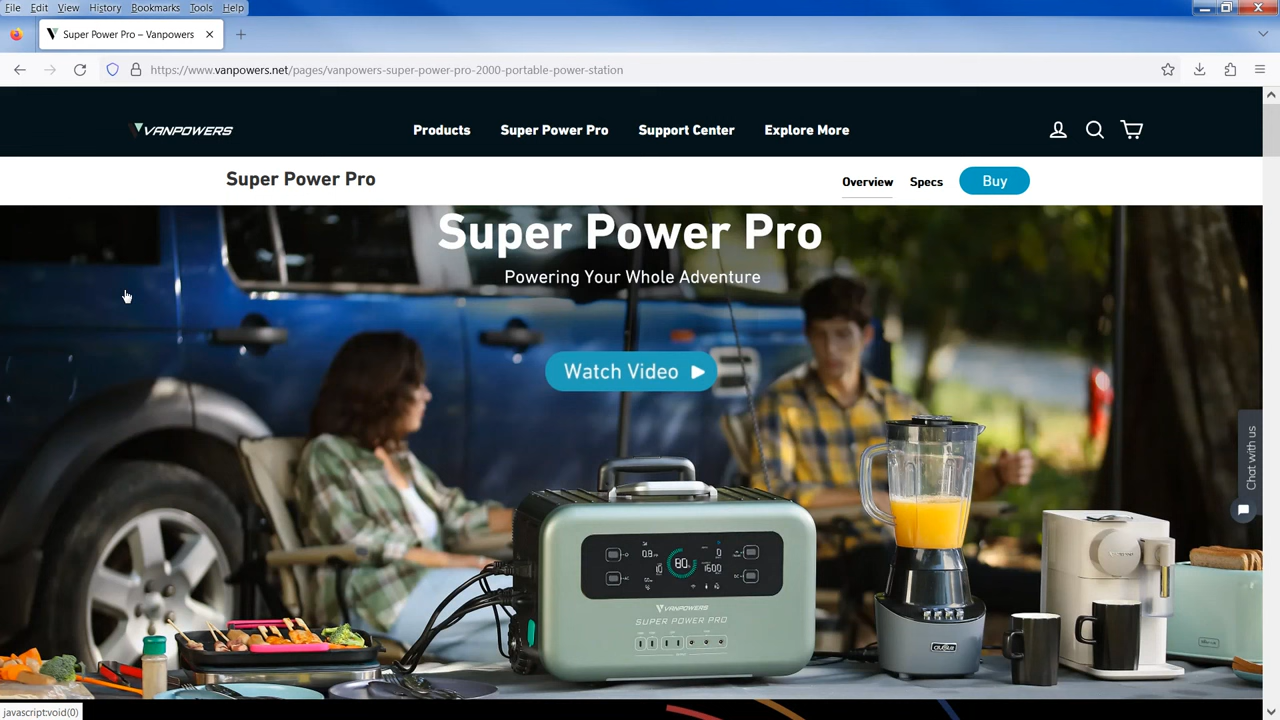 File Edit View History Bookmarks Tools Help
Super Power Pro – Vanpowers
https://www.vanpowers.net/pages/vanpowers-super-power-pro-2000-portable-power-station
VANPOWERS
Products
Super Power Pro
Support Center
Explore More
Super Power Pro
Overview
Specs
Buy
Super Power Pro
Powering Your Whole Adventure
Watch Video
Chat with us
80
1600
VANPOWERS
SUPER POWER PRO
javascript:void(0)